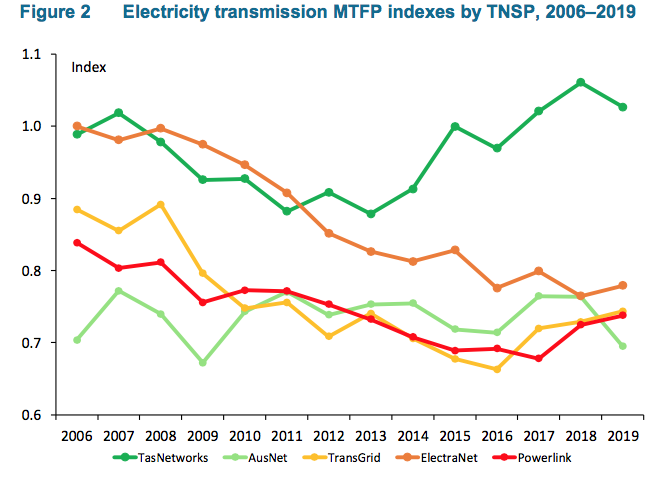 Figure 2 Electricity transmission MTFP indexes by TNSP, 2006–2019
1.1
Index
1.0
0.9
0.8
0.7
0.6
2006 2007 2008 2009 2010 2011 2012 2013 2014 2015 2016 2017 2018 2019
TasNetworks AusNet TransGrid ElectraNet Powerlink